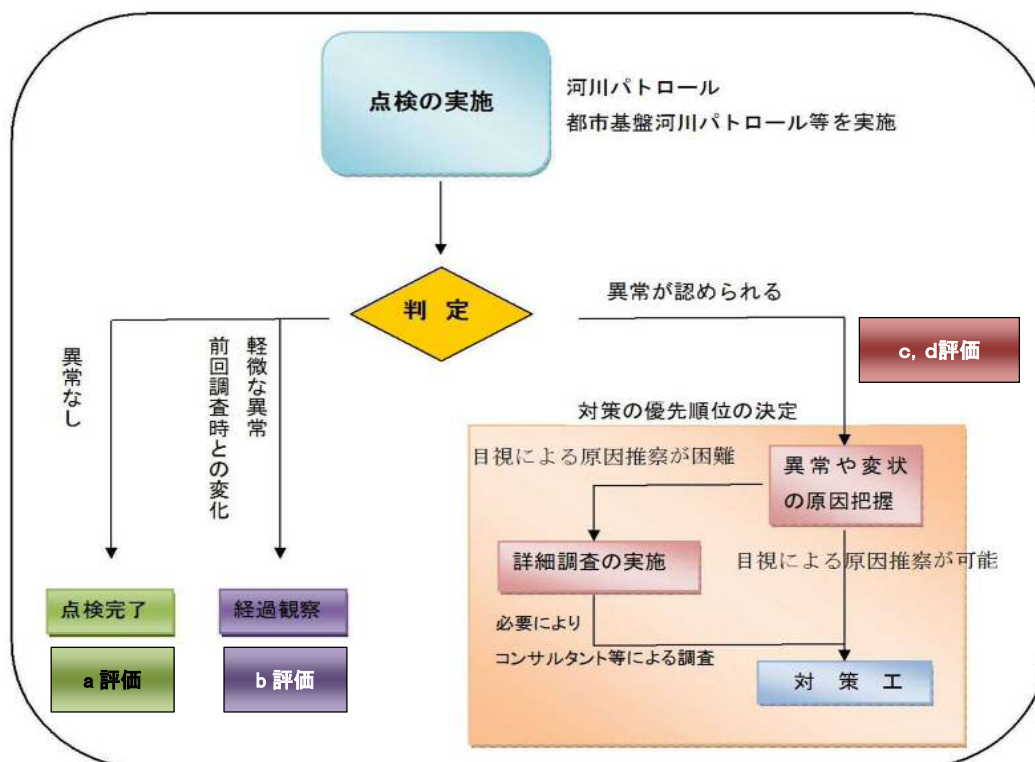 点検の実施
河川パトロール
都市基盤河川パトロール等を実施
判 定
異常が認められる
c, d評価
異常なし
軽微な異常
前回調査時との変化
対策の優先順位の決定
目視による原因推察が困難
異常や変状
の原因把握
詳細調査の実施
目視による原因推察が可能
必要により
コンサルタント等による調査
対 策 工
点検完了
経過観察
a 評価
b 評価